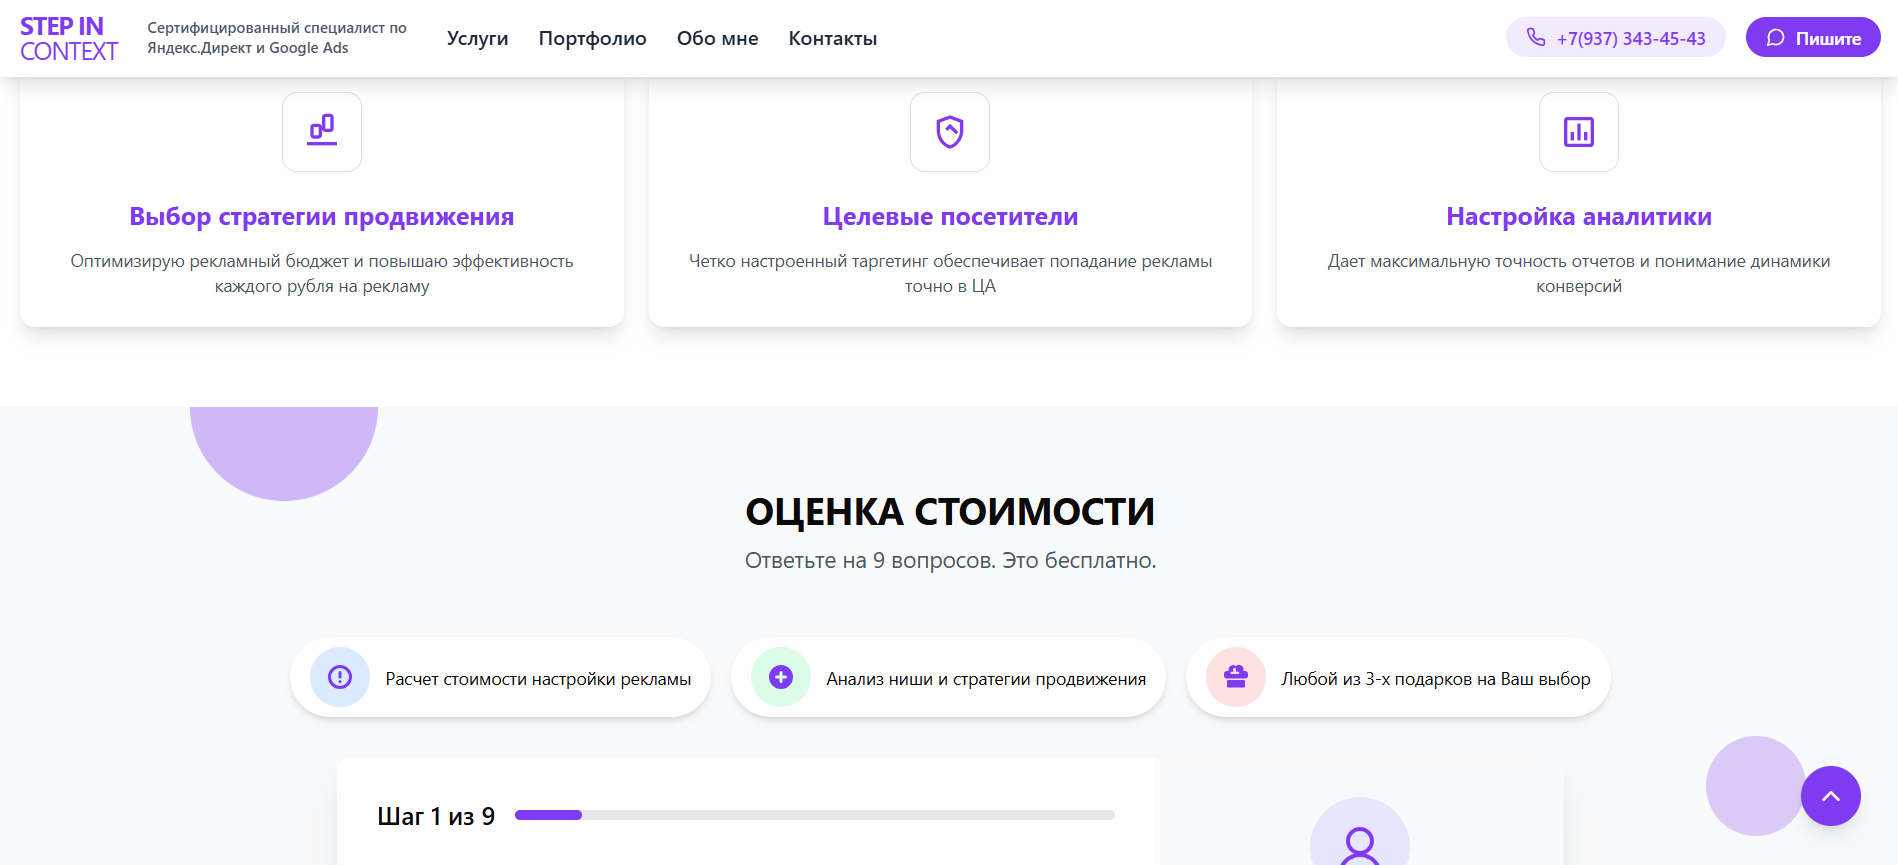 STEP IN
CONTEXT
Сертифицированный специалист по
Яндекс.Директ и Google Ads
Услуги
Портфолио
Обо мне
Контакты
+7(937) 343-45-43
Пишите
Выбор стратегии продвижения
Оптимизирую рекламный бюджет и повышаю эффективность
каждого рубля на рекламу
Целевые посетители
Четко настроенный таргетинг обеспечивает попадание рекламы
точно в ЦА
Настройка аналитики
Дает максимальную точность отчетов и понимание динамики
конверсий
ОЦЕНКА СТОИМОСТИ
Ответьте на 9 вопросов. Это бесплатно.
Расчет стоимости настройки рекламы
Анализ ниши и стратегии продвижения
Любой из 3-х подарков на Ваш выбор
Шаг 1 из 9